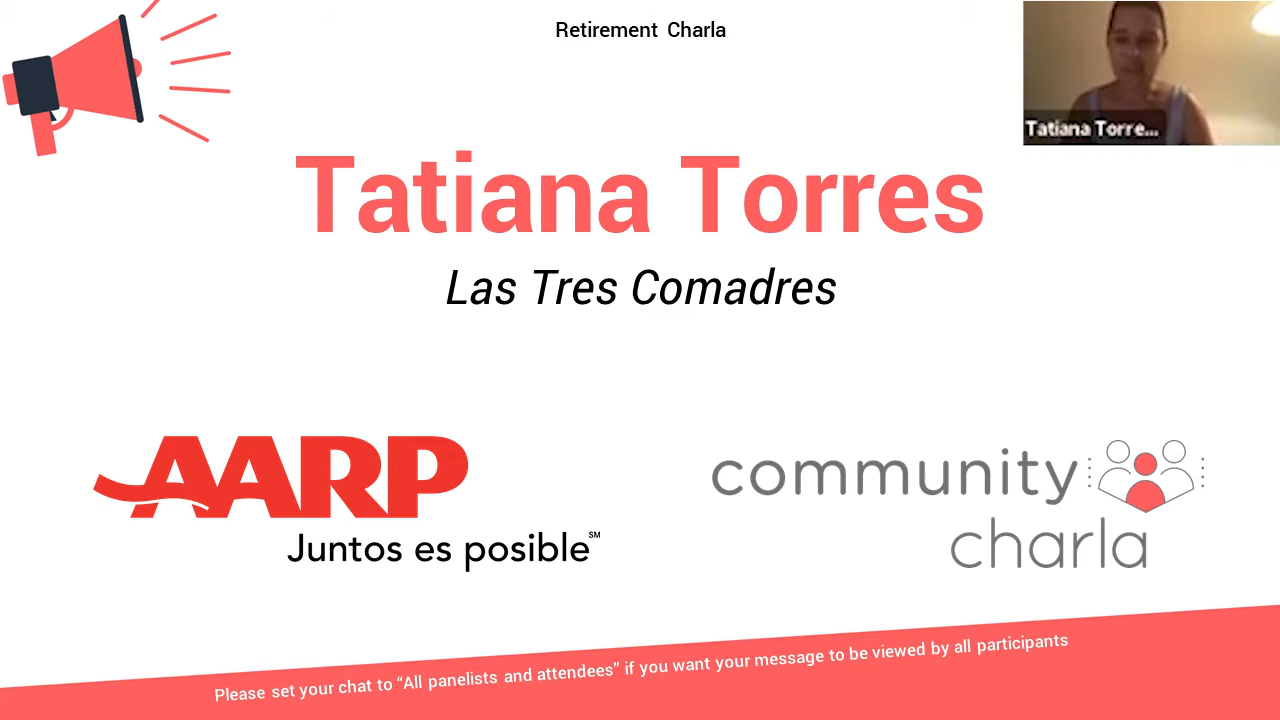 Retirement Charla
Tatiana Torre...
Tatiana Torres
Las Tres Comadres
AARP
Juntos es posible℠
community
charla
Please set your chat to “All panelists and attendees” if you want your message to be viewed by all participants